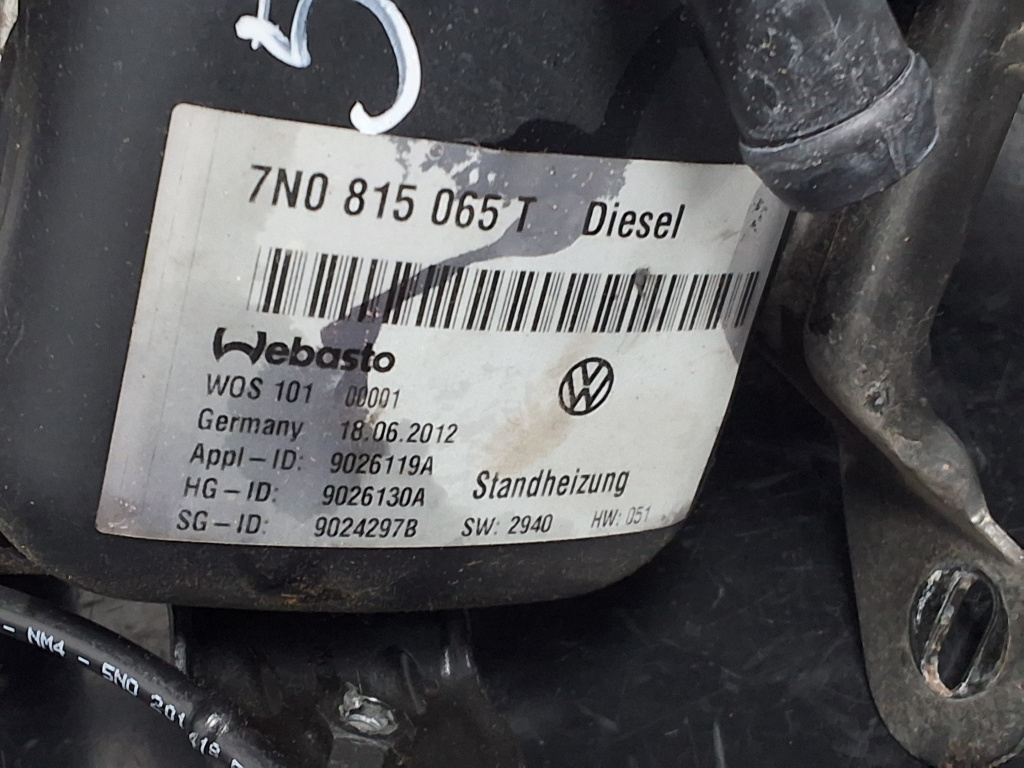 5
7N0 815 065 T Diesel
Webasto
WOS 101 00001
Germany 18.06.2012
Appl-ID: 9026119A
HG-ID: 9026130A
SG-ID: 9024297B
Standheizung
SW: 2940 HW: 051
- NM4 - 5N0 201